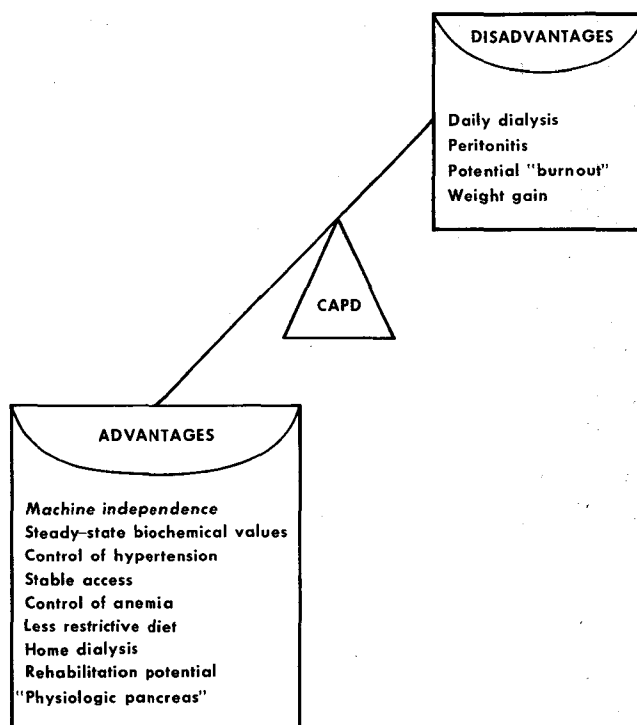 DISADVANTAGES
Daily dialysis
Peritonitis
Potential "burnout"
Weight gain
CAPD
ADVANTAGES
Machine independence
Steady-state biochemical values
Control of hypertension
Stable access
Control of anemia
Less restrictive diet
Home dialysis
Rehabilitation potential
"Physiologic pancreas"